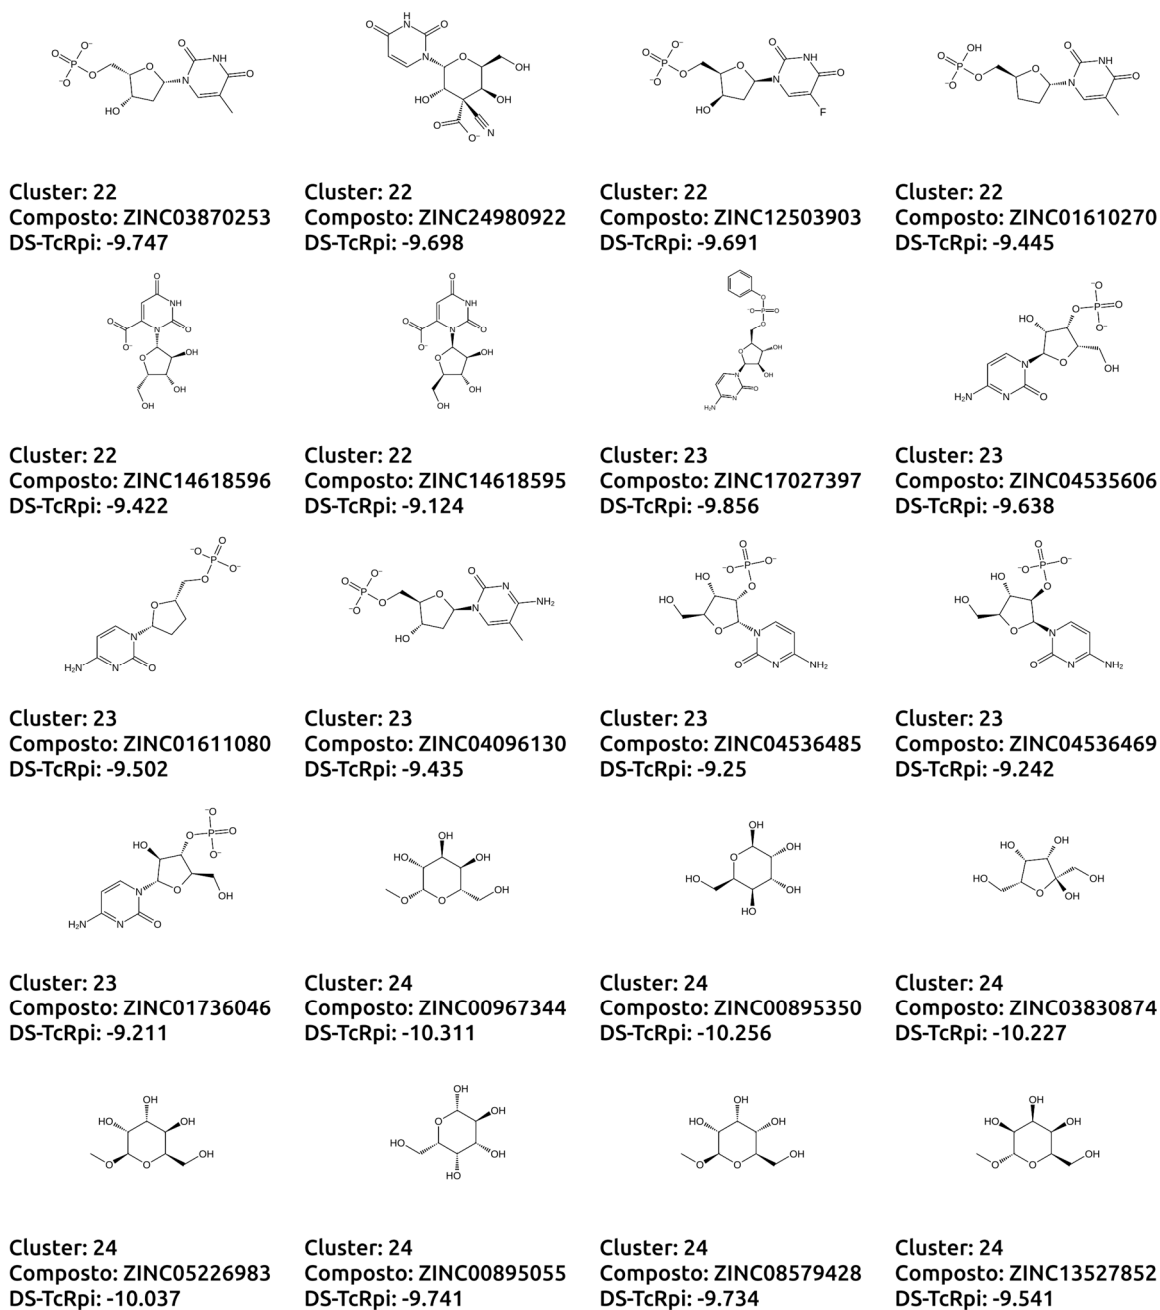 Cluster: 22
Composto: ZINC03870253
DS-TcRpi: -9.747
Cluster: 22
Composto: ZINC24980922
DS-TcRpi: -9.698
Cluster: 22
Composto: ZINC12503903
DS-TcRpi: -9.691
Cluster: 22
Composto: ZINC01610270
DS-TcRpi: -9.445
Cluster: 22
Composto: ZINC14618596
DS-TcRpi: -9.422
Cluster: 22
Composto: ZINC14618595
DS-TcRpi: -9.124
Cluster: 23
Composto: ZINC17027397
DS-TcRpi: -9.856
Cluster: 23
Composto: ZINC04535606
DS-TcRpi: -9.638
Cluster: 23
Composto: ZINC01611080
DS-TcRpi: -9.502
Cluster: 23
Composto: ZINC04096130
DS-TcRpi: -9.435
Cluster: 23
Composto: ZINC04536485
DS-TcRpi: -9.25
Cluster: 23
Composto: ZINC04536469
DS-TcRpi: -9.242
Cluster: 23
Composto: ZINC01736046
DS-TcRpi: -9.211
Cluster: 24
Composto: ZINC00967344
DS-TcRpi: -10.311
Cluster: 24
Composto: ZINC00895350
DS-TcRpi: -10.256
Cluster: 24
Composto: ZINC03830874
DS-TcRpi: -10.227
Cluster: 24
Composto: ZINC05226983
DS-TcRpi: -10.037
Cluster: 24
Composto: ZINC00895055
DS-TcRpi: -9.741
Cluster: 24
Composto: ZINC08579428
DS-TcRpi: -9.734
Cluster: 24
Composto: ZINC13527852
DS-TcRpi: -9.541